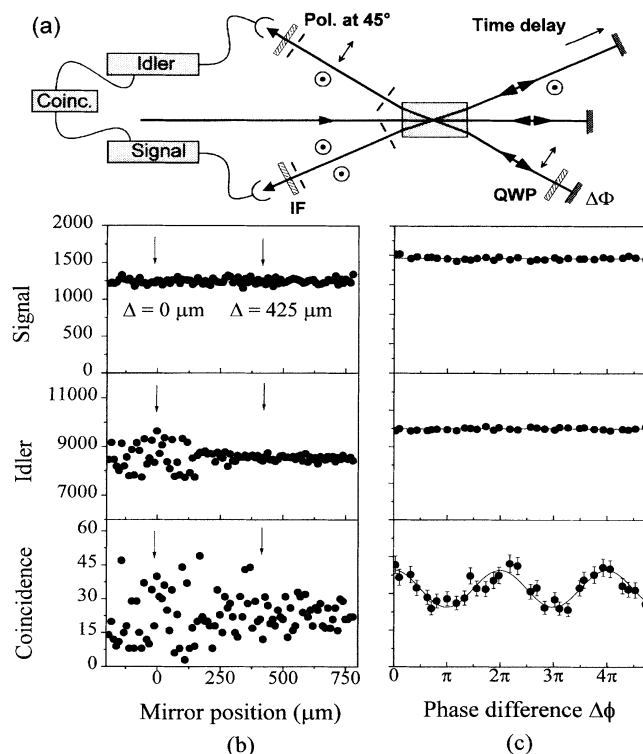 (a)
Pol. at 45°
Time delay
Idler
Coinc.
Signal
IF
QWP
ΔΦ
2000
1500
1000
500
0
Signal
Δ = 0 μm
Δ = 425 μm
11000
9000
7000
Idler
60
45
30
15
0
Coincidence
0 250 500 750
Mirror position (μm)
(b)
0 π 2π 3π 4π
Phase difference Δϕ
(c)